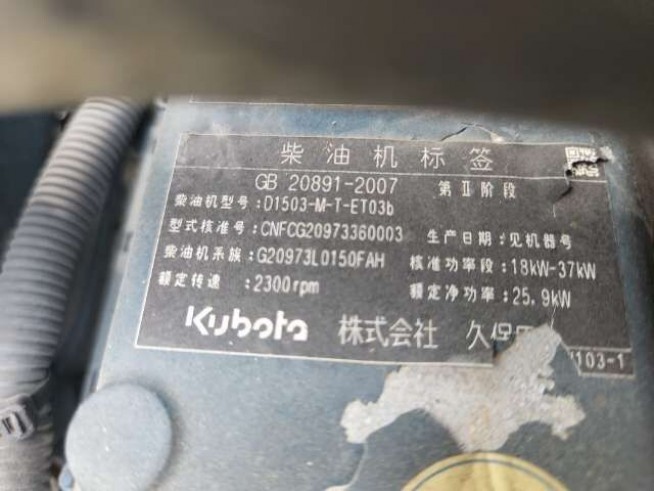 柴油机标签
GB 20891-2007 第Ⅱ阶段
柴油机型号:D1503-M-T-ET03b
型式核准号:CNFCG20973360003 生产日期:见机器号
柴油机系族:G20973L0150FAH 核准功率段:18kW-37kW
额定传速:2300rpm 额定净功率:25.9kW
Kubota 株式会社 久保
103-1